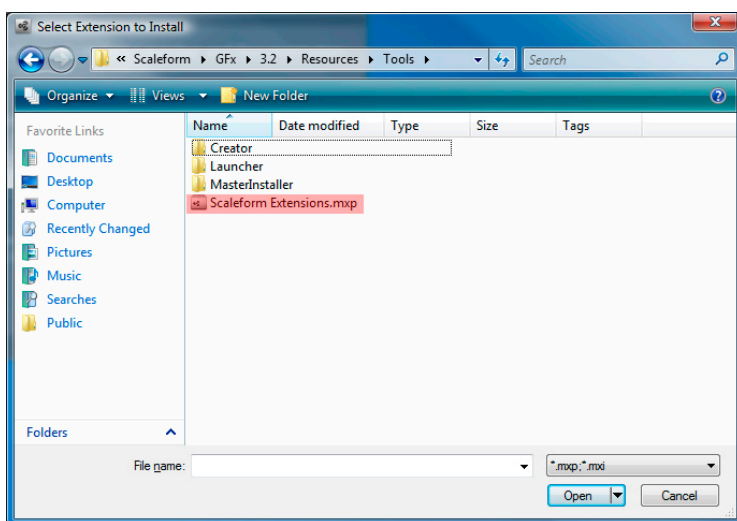 Select Extension to Install
« Scaleform GFx 3.2 Resources Tools
Search
Organize Views New Folder
Favorite Links
Documents
Desktop
Computer
Recently Changed
Pictures
Music
Searches
Public
Folders
Name Date modified Type Size Tags
Creator
Launcher
MasterInstaller
Scaleform Extensions.mxp
File name:
*.mxp;*.mxi
Open Cancel